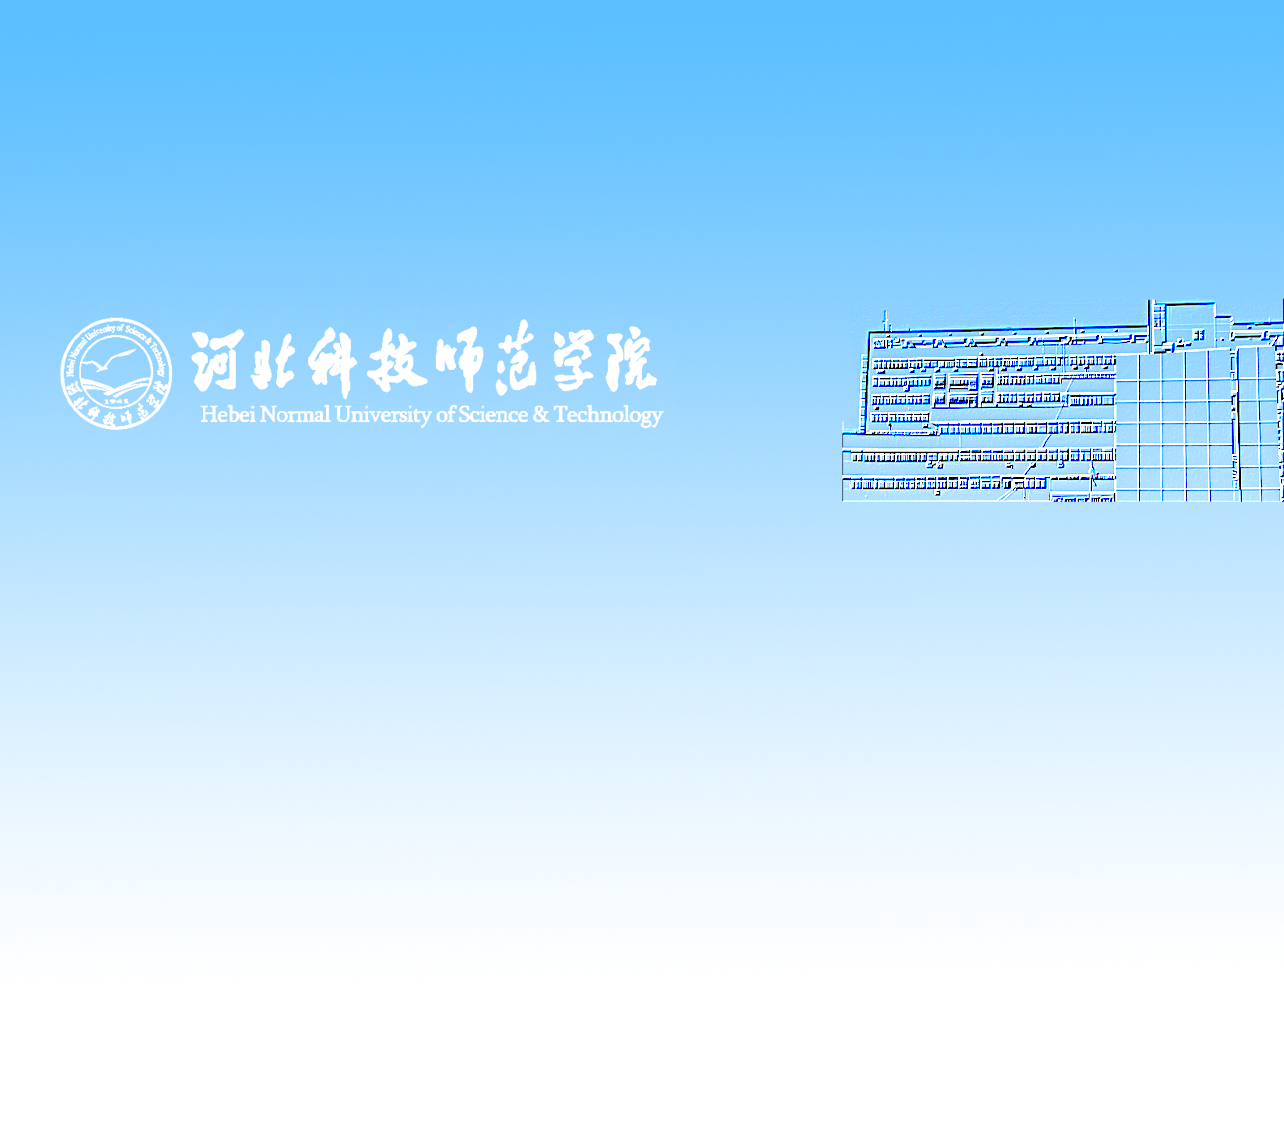 河北科技师范学院
Hebei Normal University of Science & Technology
Hebei Normal University of Science & Technology
河北科技师范学院
1941